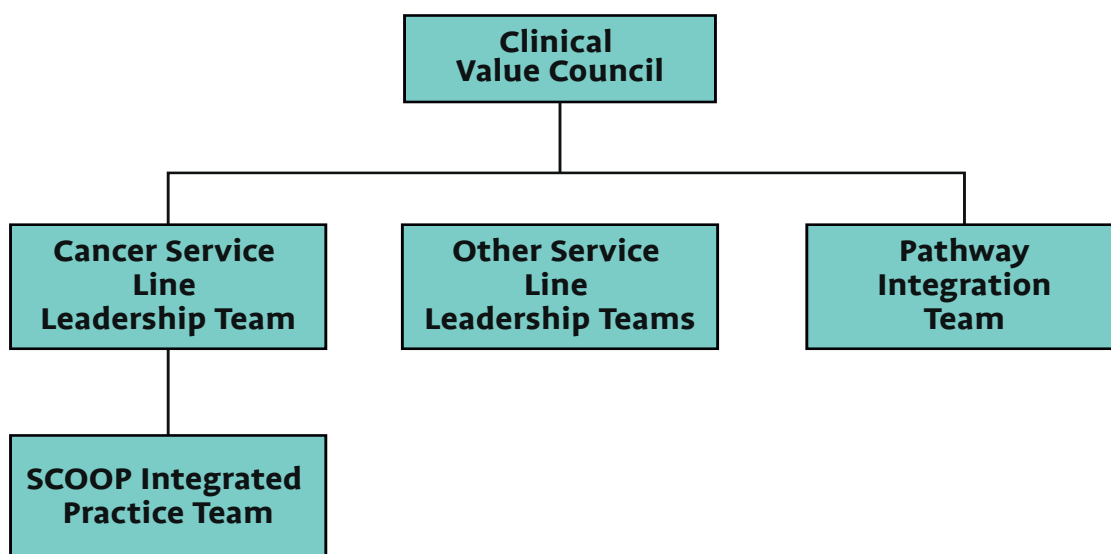 Clinical
Value Council
Cancer Service
Line
Leadership Team
Other Service
Line
Leadership Teams
Pathway
Integration
Team
SCOOP Integrated
Practice Team